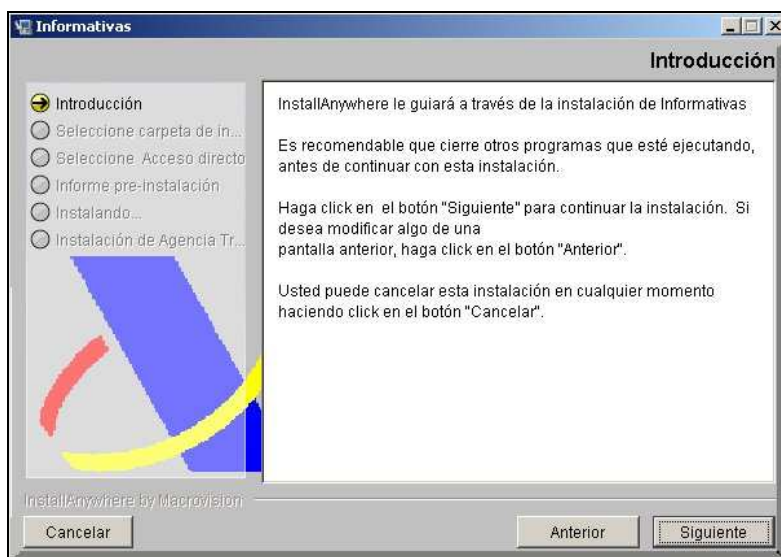 Informativas
Introducción
Introducción
Seleccione carpeta de in...
Seleccione Acceso directo
Informe pre-instalación
Instalando...
Instalación de Agencia Tr...
InstallAnywhere le guiará a través de la instalación de Informativas
Es recomendable que cierre otros programas que esté ejecutando,
antes de continuar con esta instalación.
Haga click en el botón "Siguiente" para continuar la instalación. Si
desea modificar algo de una
pantalla anterior, haga click en el botón "Anterior".
Usted puede cancelar esta instalación en cualquier momento
haciendo click en el botón "Cancelar".
InstallAnywhere by Macrovision
Cancelar
Anterior
Siguiente